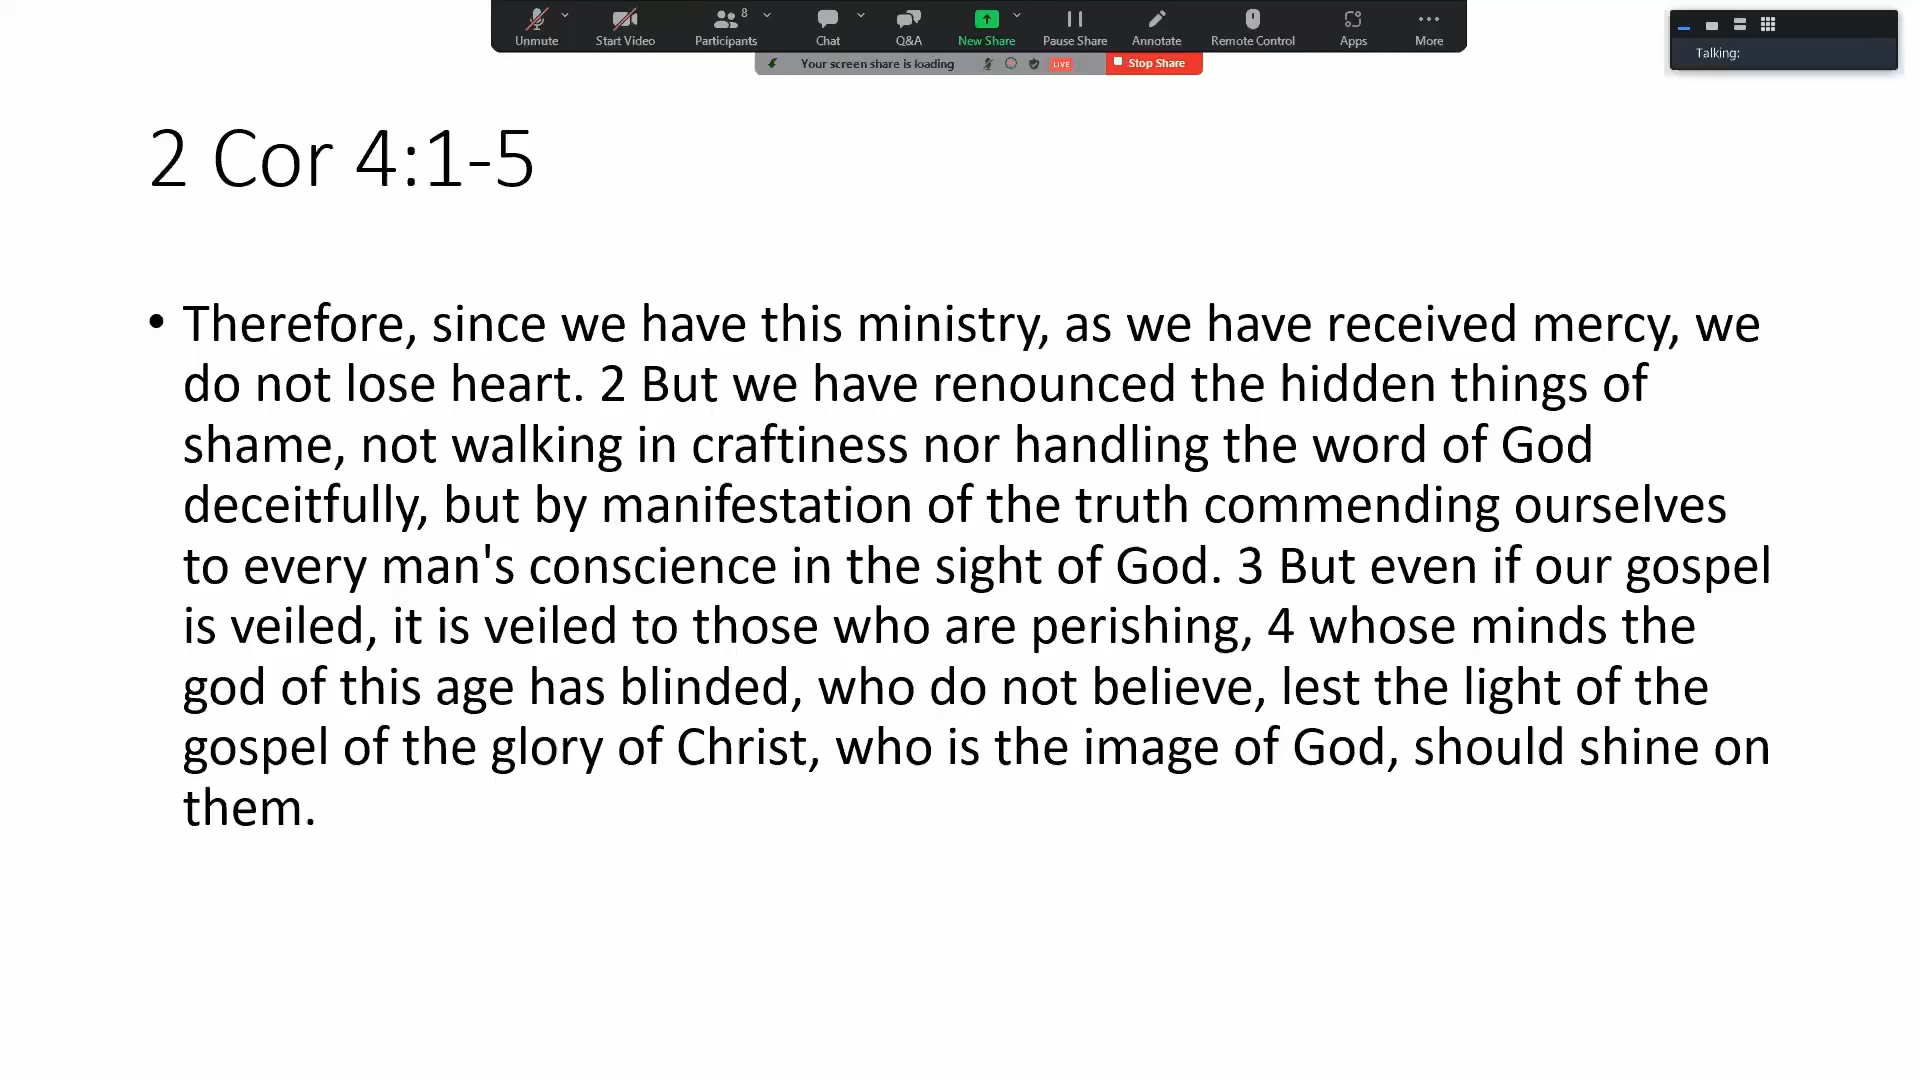 Unmute
Start Video
8
Participants
Chat
Q&A
New Share
Pause Share
Annotate
Remote Control
Apps
More
Your screen share is loading
LIVE
Stop Share
Talking:
2 Cor 4:1-5
• Therefore, since we have this ministry, as we have received mercy, we
do not lose heart. 2 But we have renounced the hidden things of
shame, not walking in craftiness nor handling the word of God
deceitfully, but by manifestation of the truth commending ourselves
to every man's conscience in the sight of God. 3 But even if our gospel
is veiled, it is veiled to those who are perishing, 4 whose minds the
god of this age has blinded, who do not believe, lest the light of the
gospel of the glory of Christ, who is the image of God, should shine on
them.